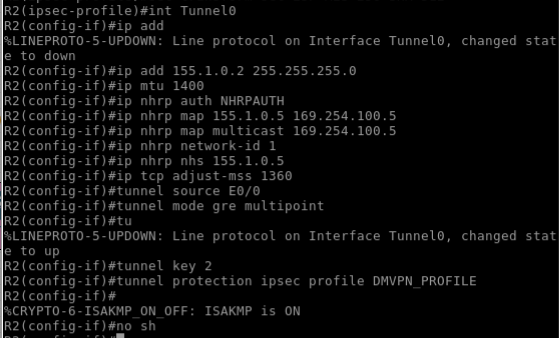 R2(ipsec-profile)#int Tunnel0
R2(config-if)#ip add
%LINEPROTO-5-UPDOWN: Line protocol on Interface Tunnel0, changed stat
e to down
R2(config-if)#ip add 155.1.0.2 255.255.255.0
R2(config-if)#ip mtu 1400
R2(config-if)#ip nhrp auth NHRPAUTH
R2(config-if)#ip nhrp map 155.1.0.5 169.254.100.5
R2(config-if)#ip nhrp map multicast 169.254.100.5
R2(config-if)#ip nhrp network-id 1
R2(config-if)#ip nhrp nhs 155.1.0.5
R2(config-if)#ip tcp adjust-mss 1360
R2(config-if)#tunnel source E0/0
R2(config-if)#tunnel mode gre multipoint
R2(config-if)#tu
%LINEPROTO-5-UPDOWN: Line protocol on Interface Tunnel0, changed stat
e to up
R2(config-if)#tunnel key 2
R2(config-if)#tunnel protection ipsec profile DMVPN_PROFILE
R2(config-if)#
%CRYPTO-6-ISAKMP_ON_OFF: ISAKMP is ON
R2(config-if)#no sh